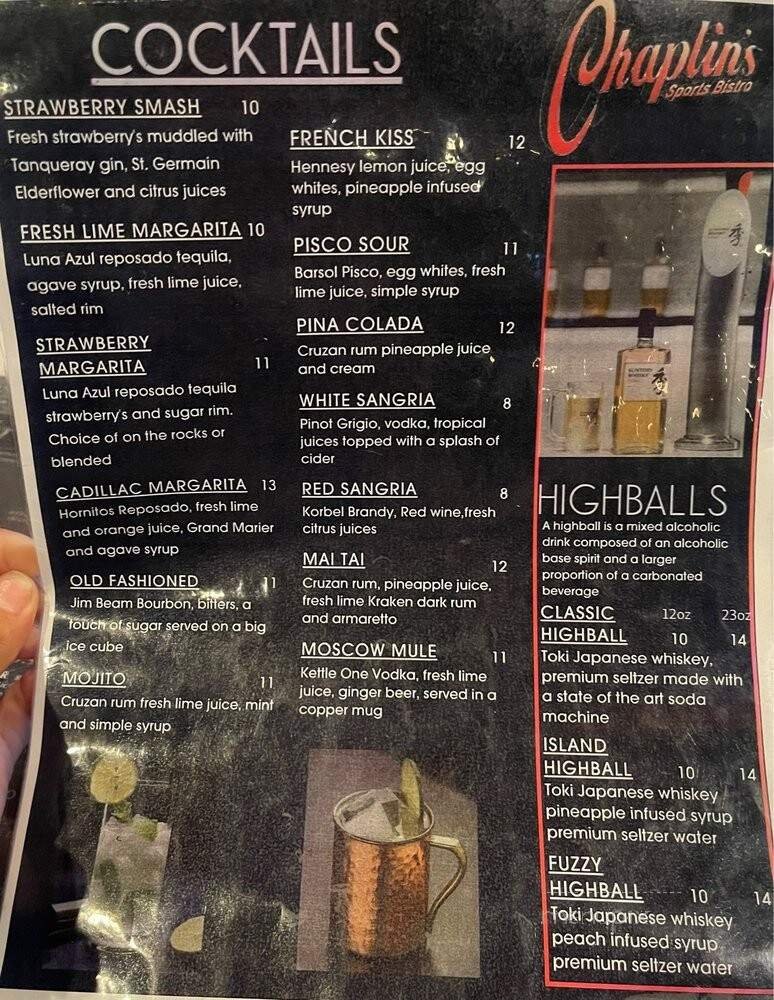 COCKTAILS
STRAWBERRY SMASH 10
Fresh strawberry's muddled with
Tanqueray gin, St. Germain
Elderflower and citrus juices
FRESH LIME MARGARITA 10
Luna Azul reposado tequila,
agave syrup, fresh lime juice,
salted rim
STRAWBERRY
MARGARITA 11
Luna Azul reposado tequila
strawberry's and sugar rim.
Choice of on the rocks or
blended
CADILLAC MARGARITA 13
Hornitos Reposado, fresh lime
and orange juice, Grand Marier
and agave syrup
OLD FASHIONED 11
Jim Beam Bourbon, bitters, a
touch of sugar served on a big
ice cube
MOJITO 11
Cruzan rum fresh lime juice, mint
and simple syrup
FRENCH KISS 12
Hennesy lemon juice, egg
whites, pineapple infused
syrup
PISCO SOUR 11
Barsol Pisco, egg whites, fresh
lime juice, simple syrup
PINA COLADA 12
Cruzan rum pineapple juice
and cream
WHITE SANGRIA 8
Pinot Grigio, vodka, tropical
juices topped with a splash of
cider
RED SANGRIA 8
Korbel Brandy, Red wine,fresh
citrus juices
MAI TAI 12
Cruzan rum, pineapple juice,
fresh lime Kraken dark rum
and armaretto
MOSCOW MULE 11
Kettle One Vodka, fresh lime
juice, ginger beer, served in a
copper mug
Chaplin's
Sports Bistro
季
季
HIGHBALLS
A highball is a mixed alcoholic
drink composed of an alcoholic
base spirit and a larger
proportion of a carbonated
beverage
CLASSIC 12oz 23oz
HIGHBALL 10 14
Toki Japanese whiskey,
premium seltzer made with
a state of the art soda
machine
ISLAND
HIGHBALL 10 14
Toki Japanese whiskey
pineapple infused syrup
premium seltzer water
FUZZY
HIGHBALL 10 14
Toki Japanese whiskey
peach infused syrup
premium seltzer water